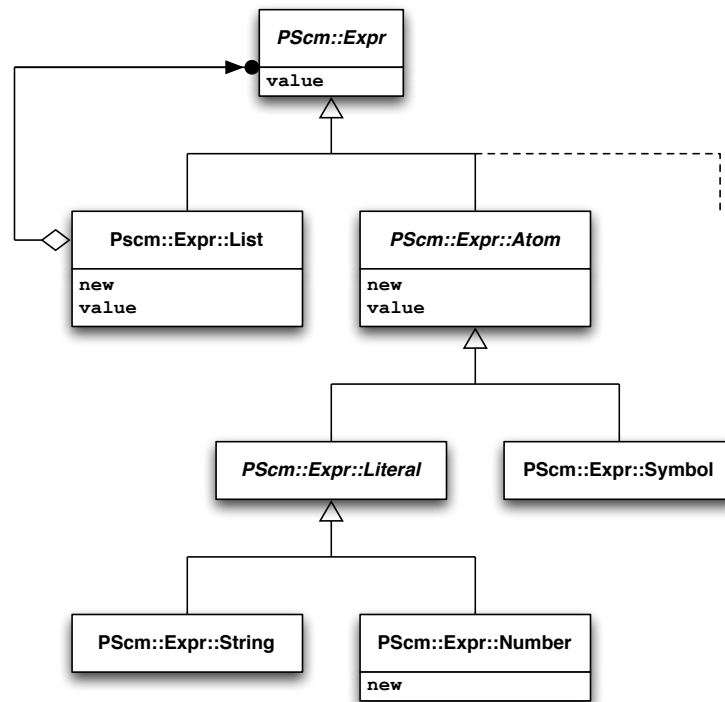 PScm::Expr
value
Pscm::Expr::List
new
value
PScm::Expr::Atom
new
value
PScm::Expr::Literal
PScm::Expr::Symbol
PScm::Expr::String
PScm::Expr::Number
new